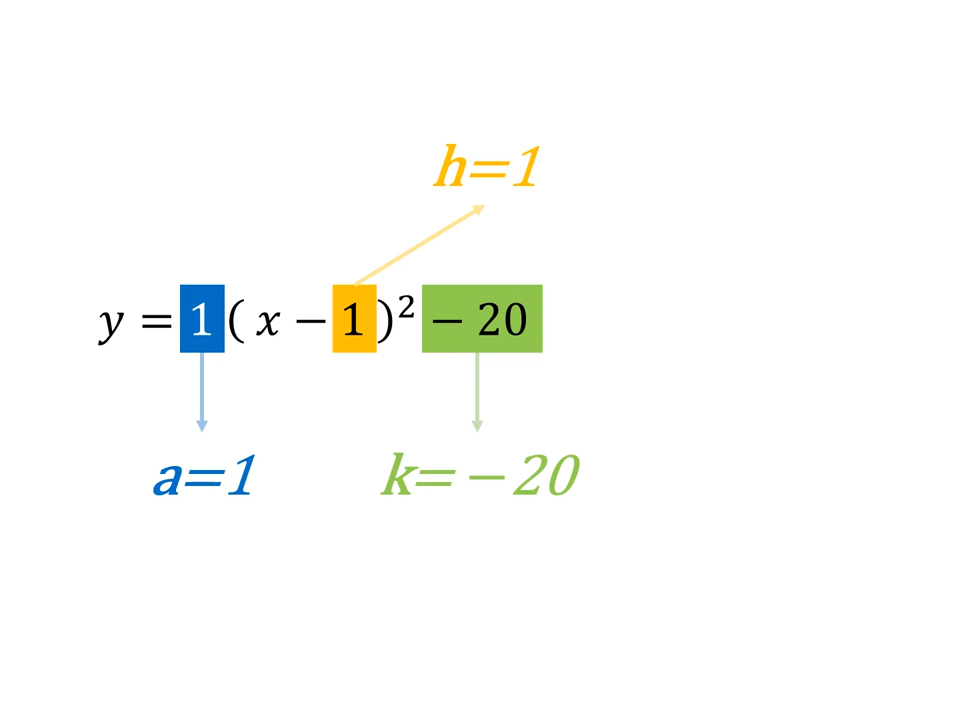 h=1
y = 1 ( x − 1 )² − 20
a=1
k= − 20